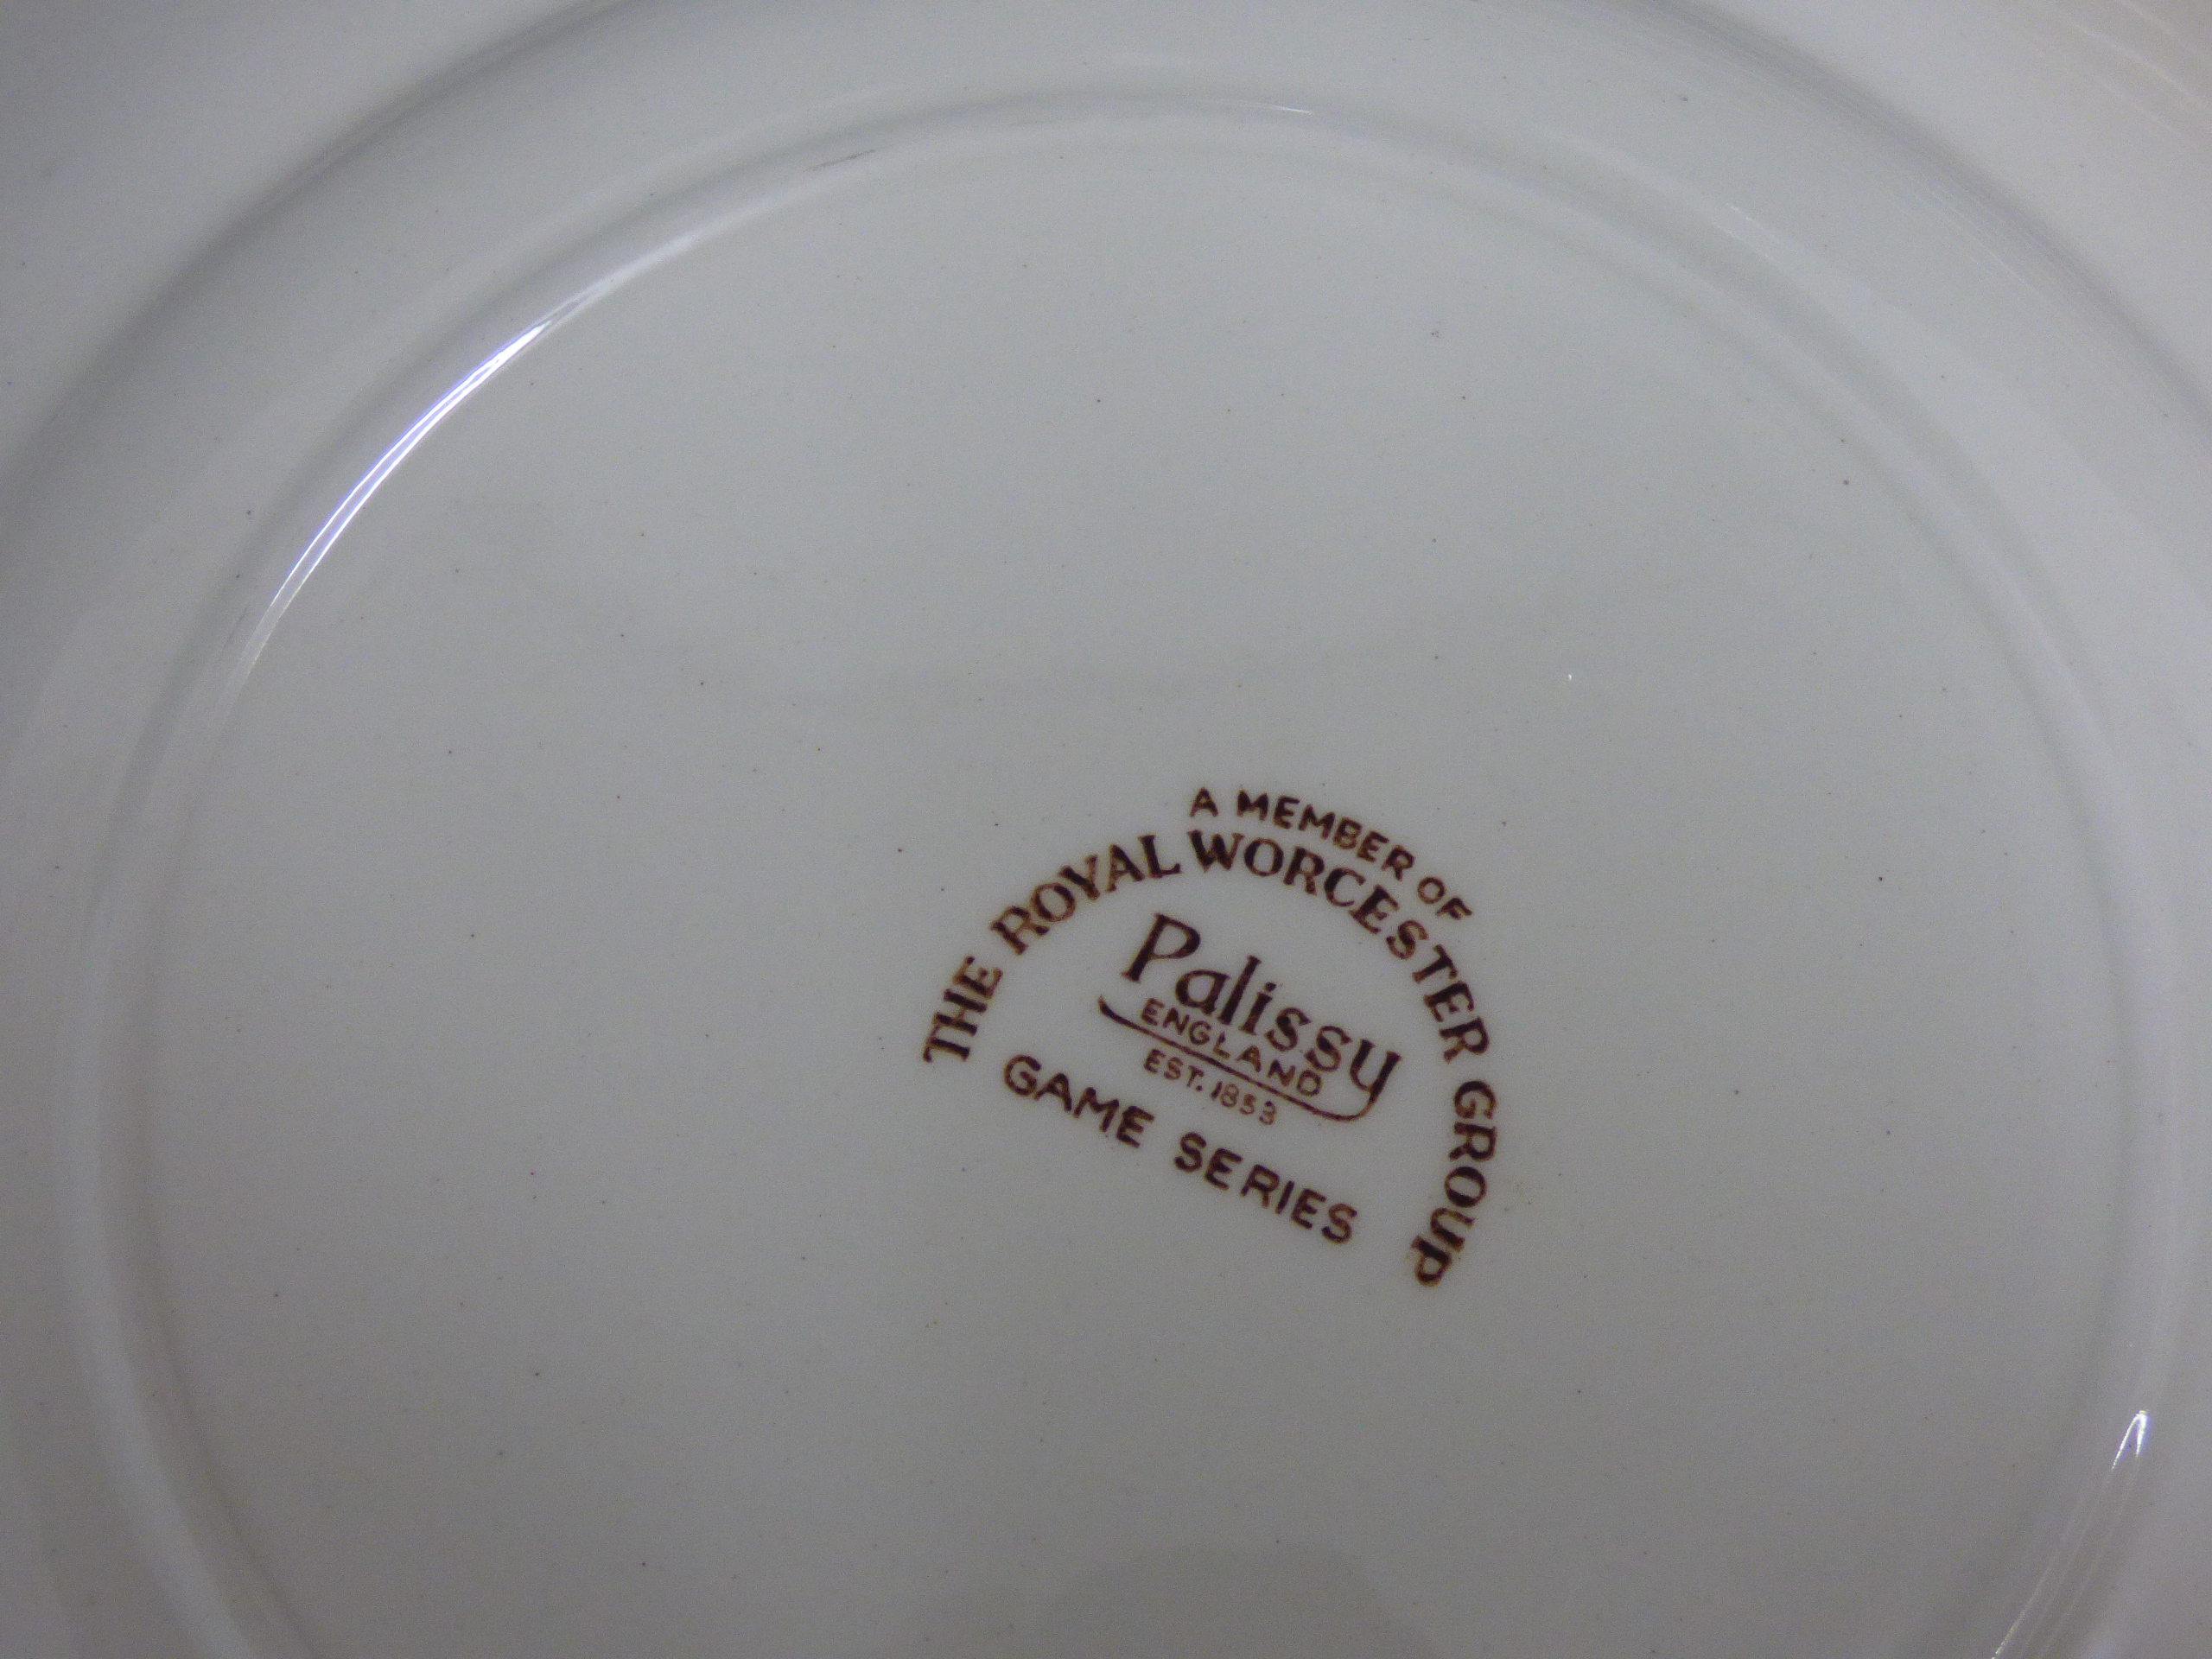 A MEMBER OF
THE ROYAL WORCESTER GROUP
Palissy
ENGLAND
EST. 1853
GAME SERIES